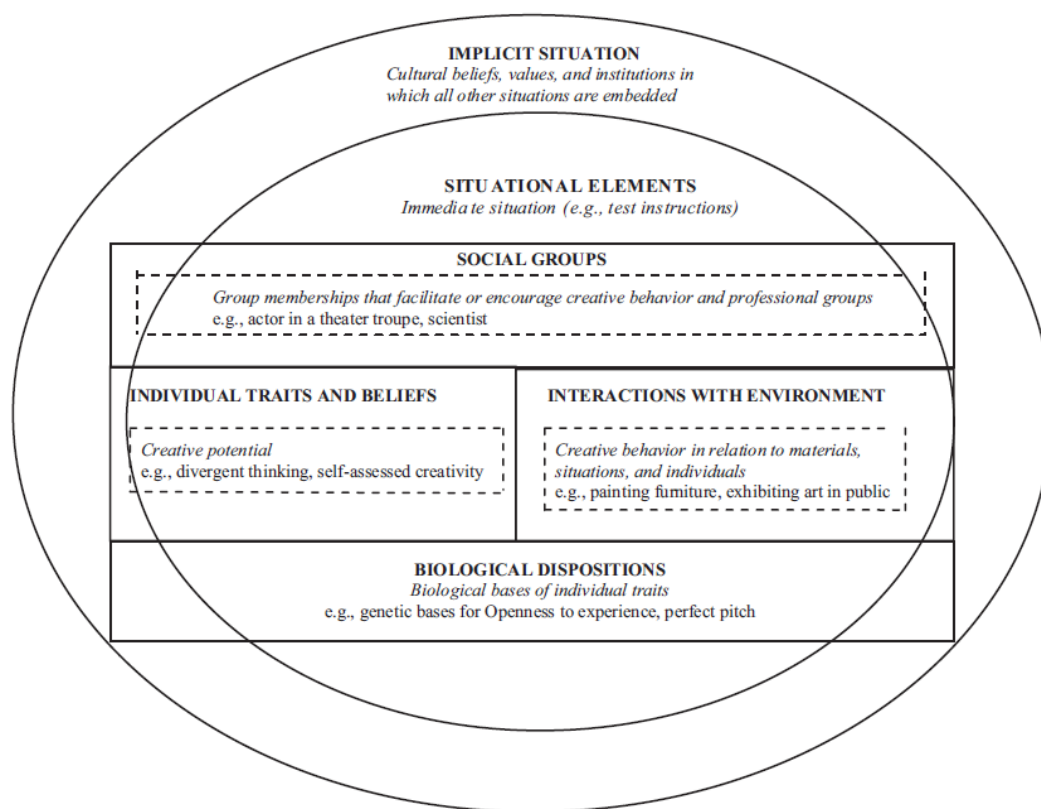 IMPLICIT SITUATION
Cultural beliefs, values, and institutions in
which all other situations are embedded
SITUATIONAL ELEMENTS
Immediate situation (e.g., test instructions)
SOCIAL GROUPS
Group memberships that facilitate or encourage creative behavior and professional groups
e.g., actor in a theater troupe, scientist
INDIVIDUAL TRAITS AND BELIEFS
Creative potential
e.g., divergent thinking, self-assessed creativity
INTERACTIONS WITH ENVIRONMENT
Creative behavior in relation to materials,
situations, and individuals
e.g., painting furniture, exhibiting art in public
BIOLOGICAL DISPOSITIONS
Biological bases of individual traits
e.g., genetic bases for Openness to experience, perfect pitch